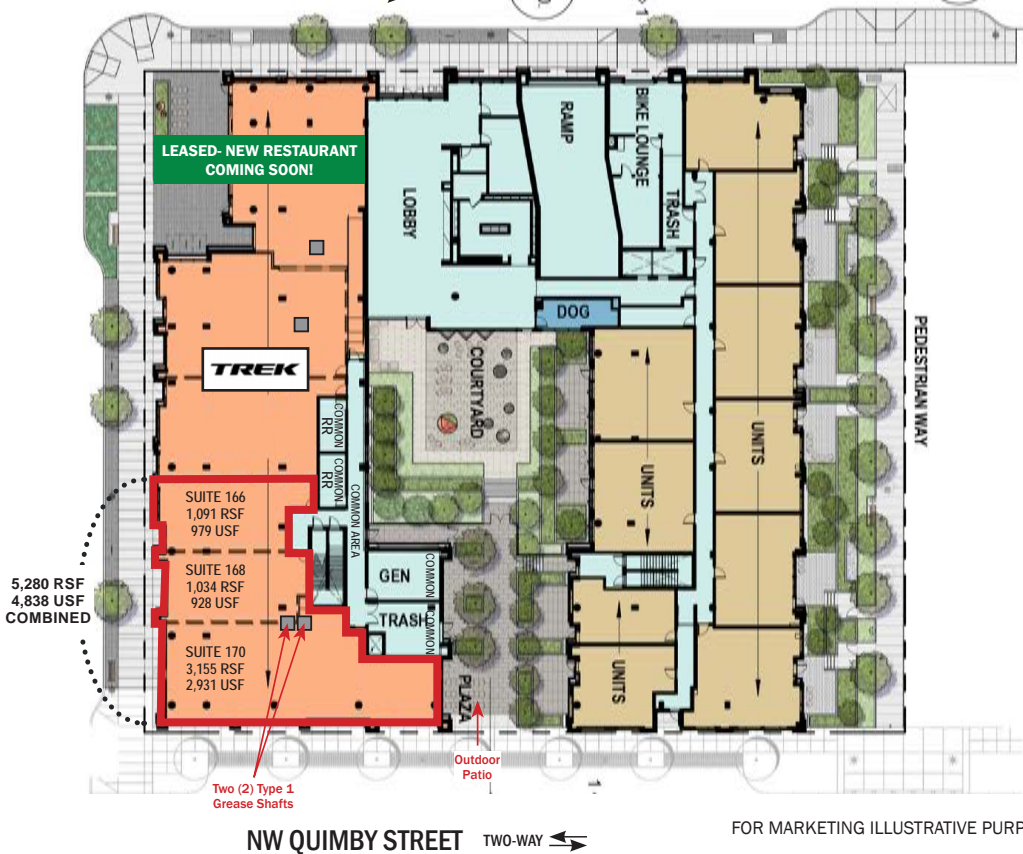 LEASED- NEW RESTAURANT
COMING SOON!
LOBBY
RAMP
BIKE LOUNGE
TRASH
DOG
TREK
COURTYARD
PEDESTRIAN WAY
UNITS
UNITS
UNITS
COMMON
RR
COMMON
RR
COMMON AREA
SUITE 166
1,091 RSF
979 USF
SUITE 168
1,034 RSF
928 USF
SUITE 170
3,155 RSF
2,931 USF
5,280 RSF
4,838 USF
COMBINED
GEN
COMMON
TRASH
COMMON
PLAZA
Outdoor
Patio
Two (2) Type 1
Grease Shafts
NW QUIMBY STREET TWO-WAY
FOR MARKETING ILLUSTRATIVE PURP